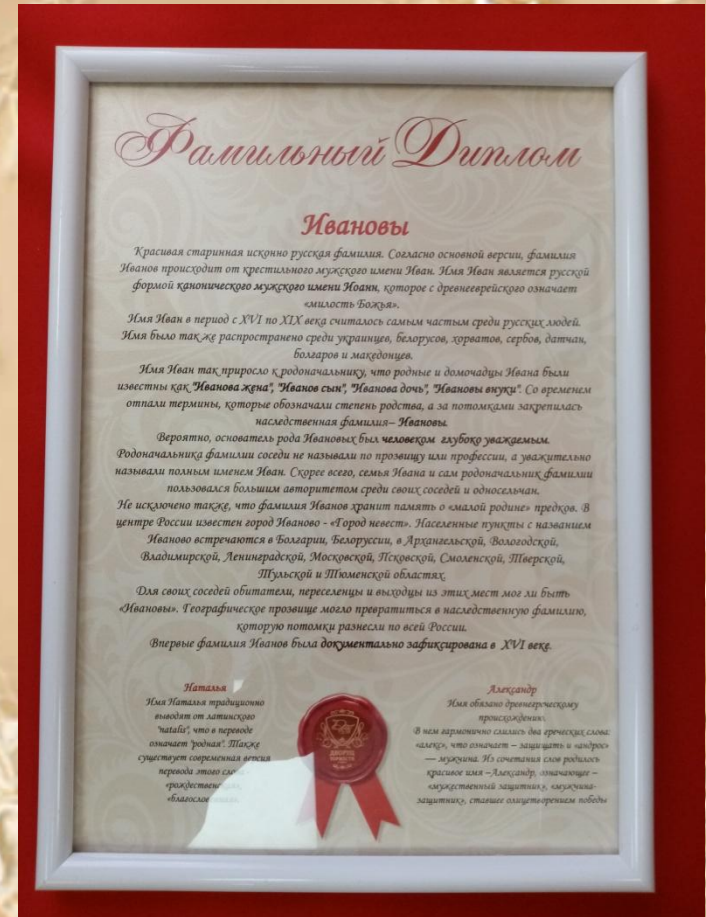 Фамильный Диплом
Ивановы
Красивая старинная исконно русская фамилия. Согласно основной версии, фамилия
Иванов происходит от крестильного мужского имени Иван. Имя Иван является русской
формой канонического мужского имени Иоанн, которое с древнееврейского означает
«милость Божья».
Имя Иван в период с XVI по XIX века считалось самым частым среди русских людей.
Имя было так же распространено среди украинцев, белорусов, хорватов, сербов, датчан,
болгаров и македонцев.
Имя Иван так приросло к родоначальнику, что родные и домочадцы Ивана были
известны как "Иванова жена", "Иванов сын", "Иванова дочь", "Ивановы внуки". Со временем
отпали термины, которые обозначали степень родства, а за потомками закрепилась
наследственная фамилия– Ивановы.
Вероятно, основатель рода Ивановых был человеком глубоко уважаемым.
Родоначальника фамилии соседи не называли по прозвищу или профессии, а уважительно
называли полным именем Иван. Скорее всего, семья Ивана и сам родоначальник фамилии
пользовался большим авторитетом среди своих соседей и односельчан.
Не исключено также, что фамилия Иванов хранит память о «малой родине» предков. В
центре России известен город Иваново - «Город невест». Населенные пункты с названием
Иваново встречаются в Болгарии, Белоруссии, в Архангельской, Вологодской,
Владимирской, Ленинградской, Московской, Псковской, Смоленской, Тверской,
Тульской и Тюменской областях.
Для своих соседей обитатели, переселенцы и выходцы из этих мест мог ли быть
«Ивановы». Географическое прозвище могло превратиться в наследственную фамилию,
которую потомки разнесли по всей России.
Впервые фамилия Иванов была документально зафиксирована в XVI веке.
Наталья
Имя Наталья традиционно
выводят от латинского
"natalis", что в переводе
означает "родная". Также
существует современная версия
перевода этого
Александр
Имя обязано древнегреческому
происхождению.
В нем гармонично слились два греческих слова:
«алекс», что означает – защищать и «андрос»
— мужчина. Из сочетания слов родилось
красивое имя –Александр, означающее –
«мужественный защитник», «мужчина-
защитник», ставшее олицетворением победы
ДВОРЕЦ